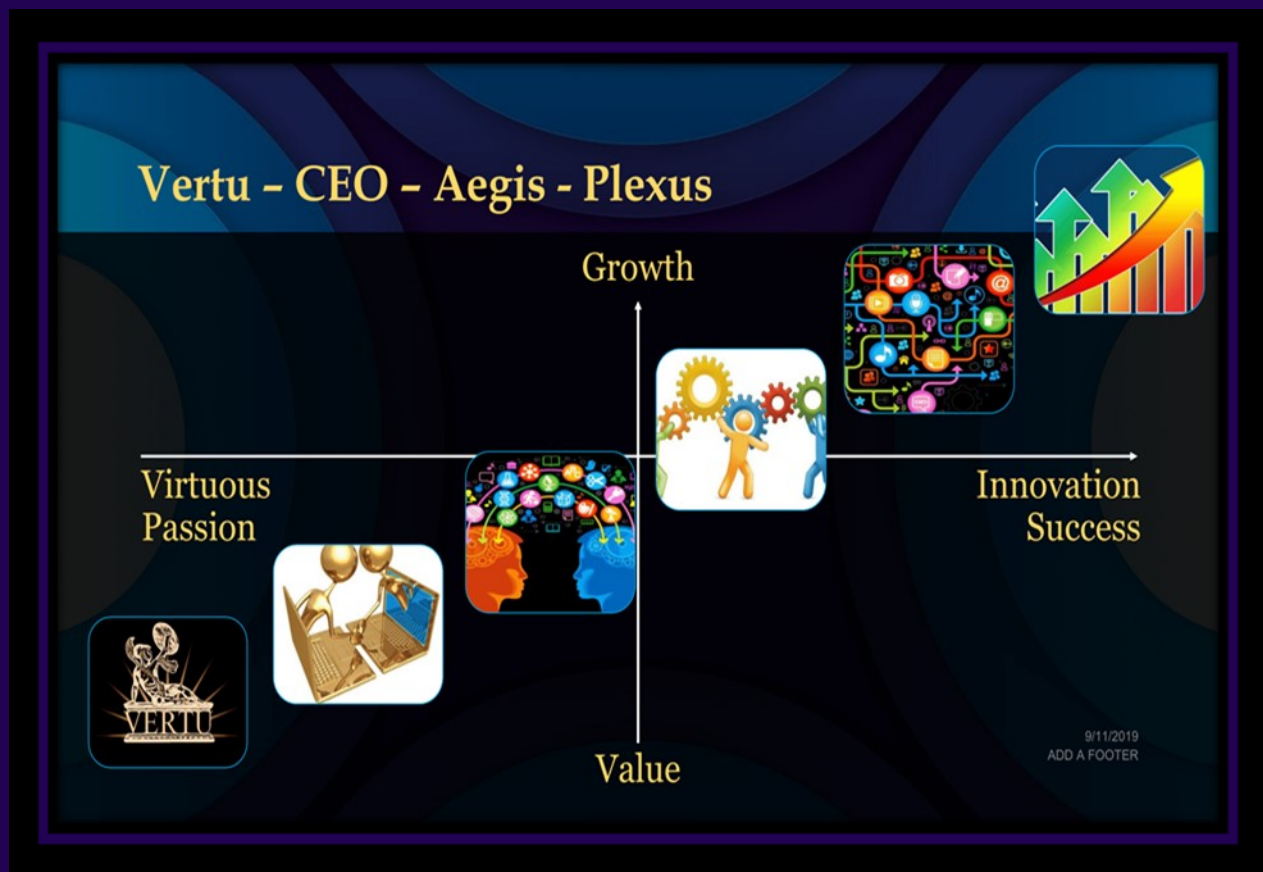 Vertu – CEO – Aegis - Plexus
Growth
Virtuous
Passion
Innovation
Success
VERTU
Value
9/11/2019
ADD A FOOTER